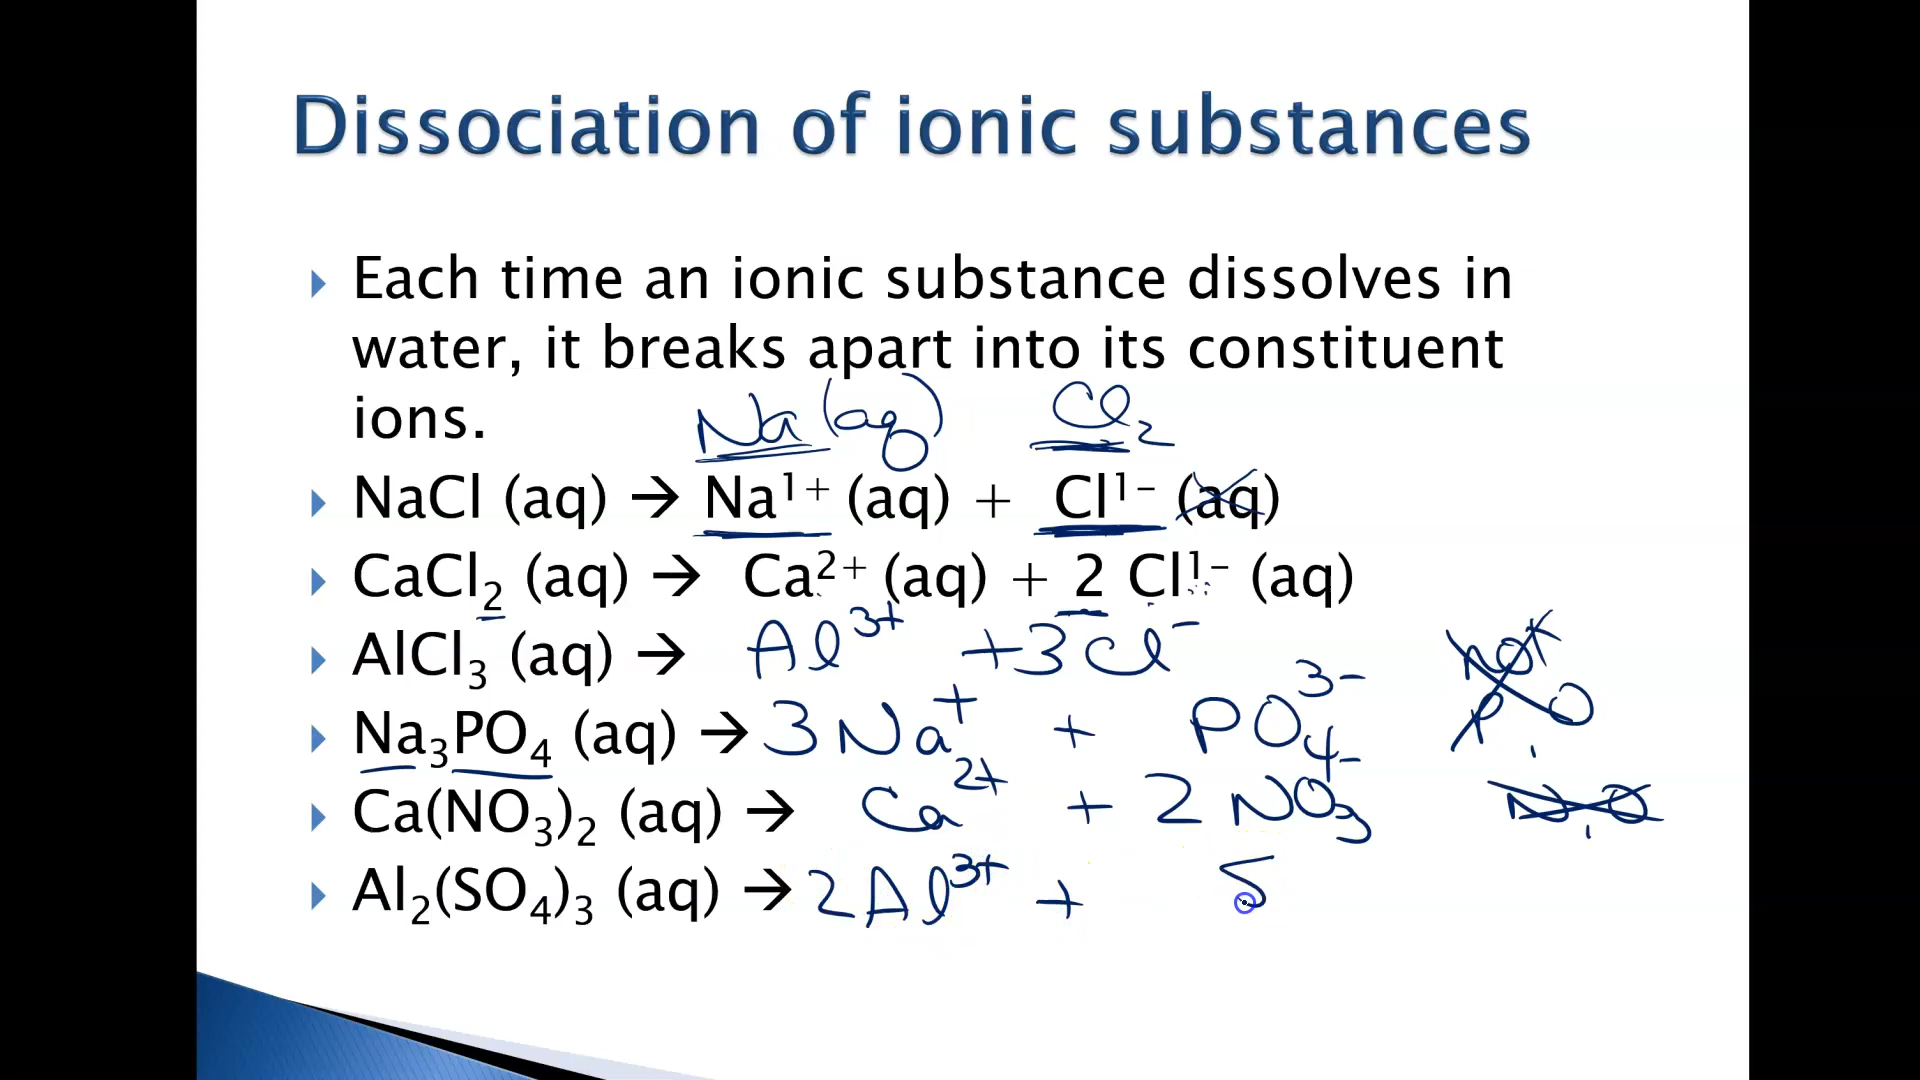 Dissociation of ionic substances
Each time an ionic substance dissolves in
water, it breaks apart into its constituent
ions.
Na (aq) Cl₂
NaCl (aq) → Na¹⁺ (aq) + Cl¹⁻ (aq)
CaCl₂ (aq) → Ca²⁺ (aq) + 2 Cl¹⁻ (aq)
AlCl₃ (aq) → Al³⁺ + 3 Cl⁻
Na₃PO₄ (aq) → 3 Na⁺ + PO₄³⁻ P, O
Ca(NO₃)₂ (aq) → Ca²⁺ + 2 NO₃⁻ N, O
Al₂(SO₄)₃ (aq) → 2 Al³⁺ + S